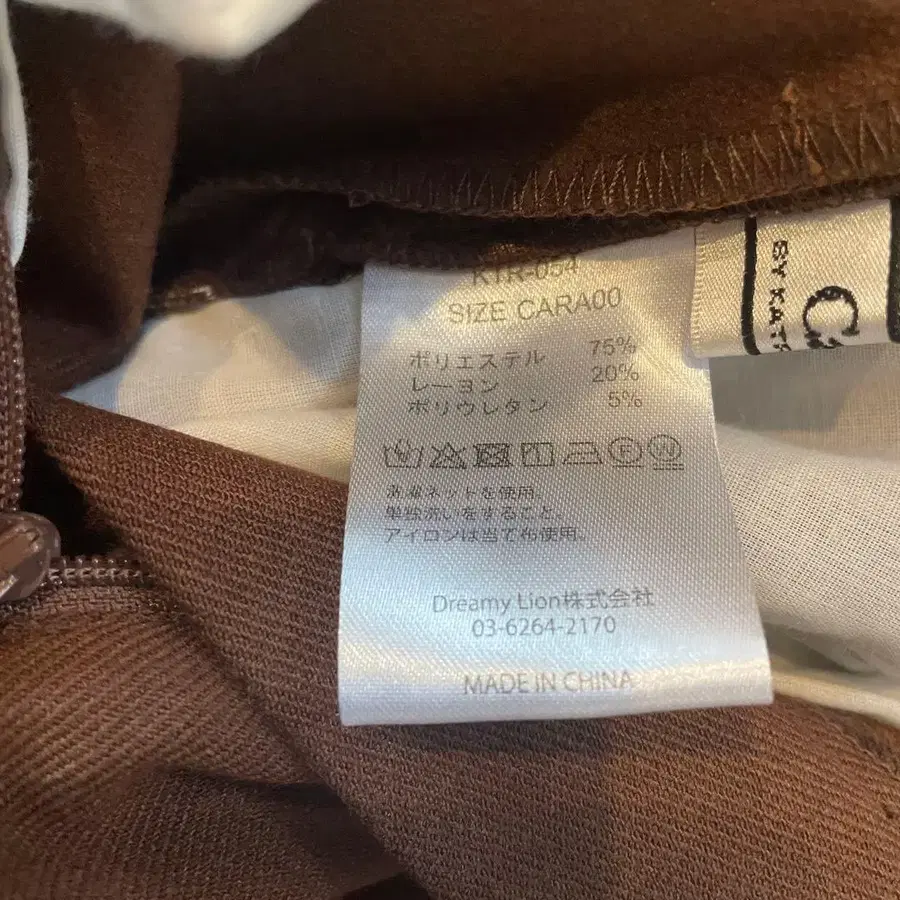 KTR-054
SIZE CARA00
ポリエステル 75%
レーヨン 20%
ポリウレタン 5%
洗濯ネットを使用。
単独洗いをすること。
アイロンは当て布使用。
Dreamy Lion株式会社
03-6264-2170
MADE IN CHINA
BY KAT